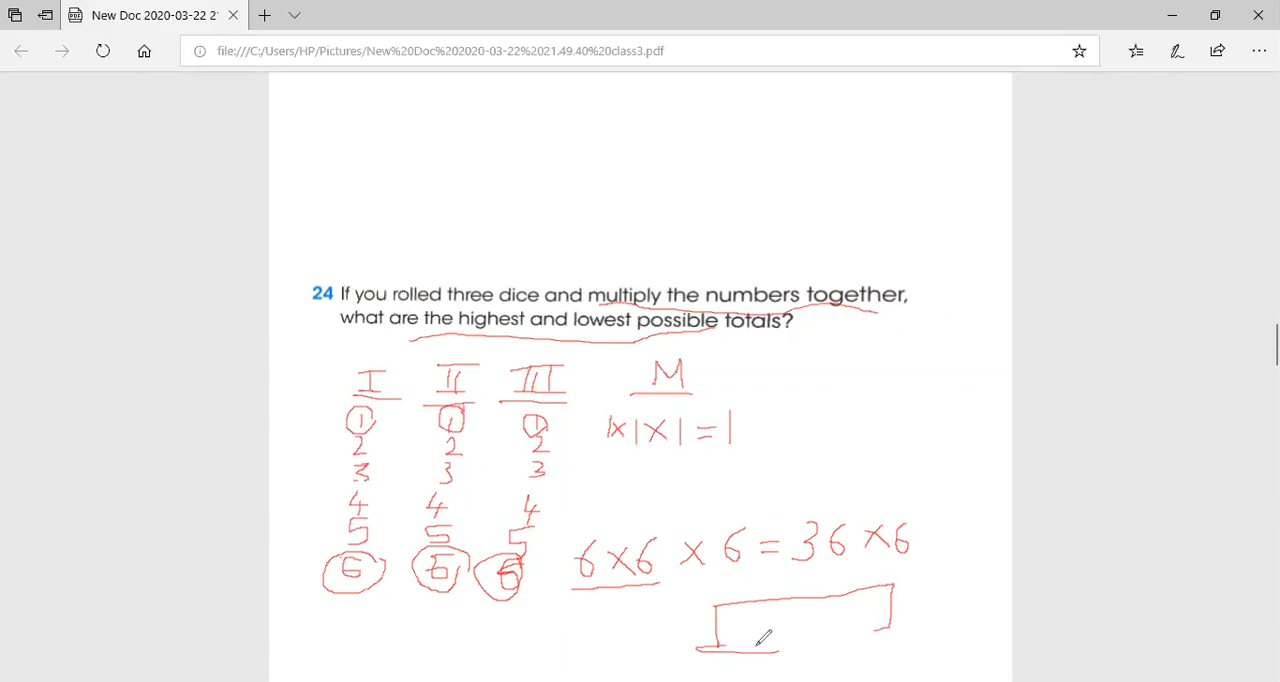 New Doc 2020-03-22 2
file:///C:/Users/HP/Pictures/New%20Doc%202020-03-22%2021.49.40%20class3.pdf
24 If you rolled three dice and multiply the numbers together,
what are the highest and lowest possible totals?
I II III M
1 1 1 1×1×1=1
2 2 2
3 3 3
4 4 4
5 5 5
6 6 6 6×6 × 6 = 36 ×6